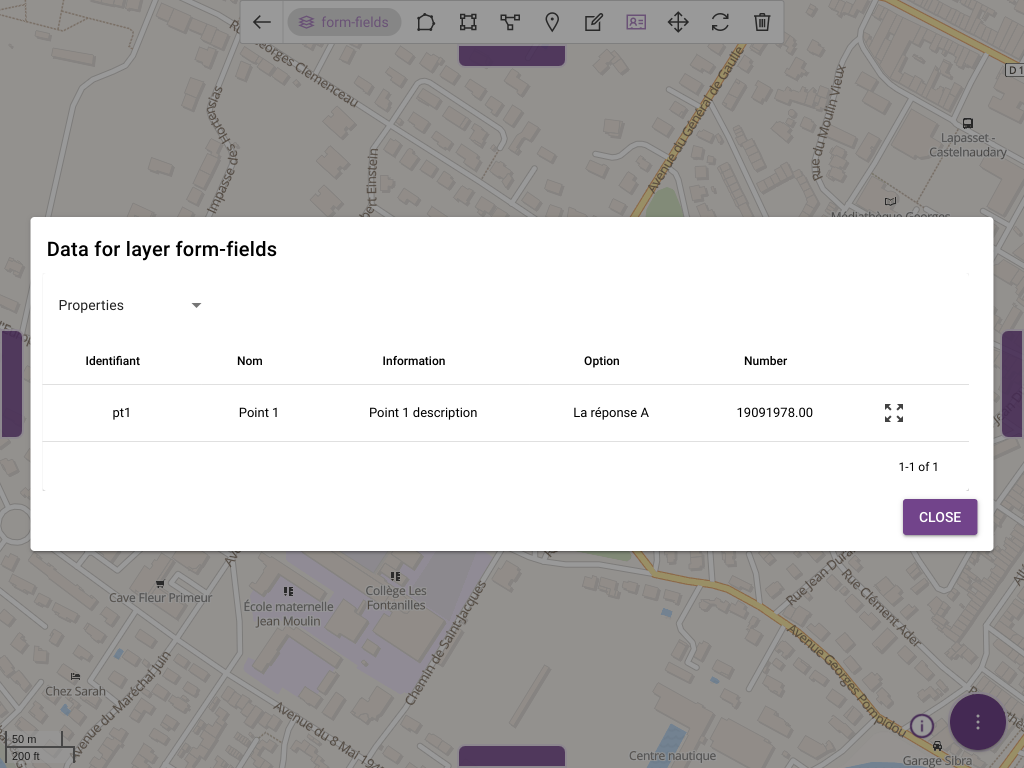 form-fields
Rue Georges Clemenceau
Impasse des Hortensias
Avenue du Général de Gaulle
Rue du Moulin Vieux
D 1
Lapasset -
Castelnaudary
bert Einstein
Médiathèque Georges
Data for layer form-fields
Properties
Identifiant Nom Information Option Number
pt1 Point 1 Point 1 description La réponse A 19091978.00
1-1 of 1
CLOSE
Cave Fleur Primeur
École maternelle
Jean Moulin
Collège Les
Fontanilles
Chemin de Saint-Jacques
Rue Jean Dura
Rue Clément Ader
Avenue Georges Pompidou
Chez Sarah
Avenue du Maréchal Juin
Avenue du 8 Mai 194
50 m
200 ft
Centre nautique
Garage Sibra